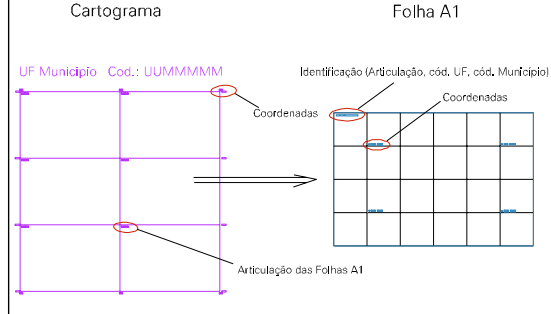 Cartograma
Folha A1
UF Município Cod.: UUMMMMM
Identificação (Articulação, cód. UF, cód. Município)
Coordenadas
Coordenadas
Articulação das Folhas A1